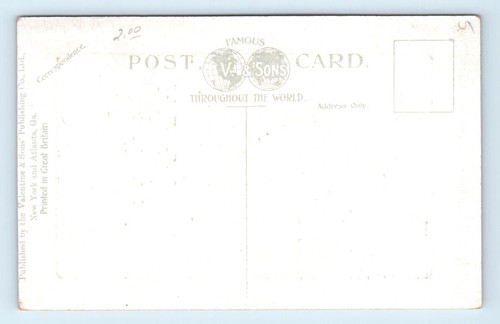 2.00
5
FAMOUS
POST CARD.
V. & SONS
THROUGHOUT THE WORLD.
Correspondence.
Address Only.
Published by the Valentine & Sons' Publishing Co., Ltd.,
New York and Atlanta, Ga.
Printed in Great Britain